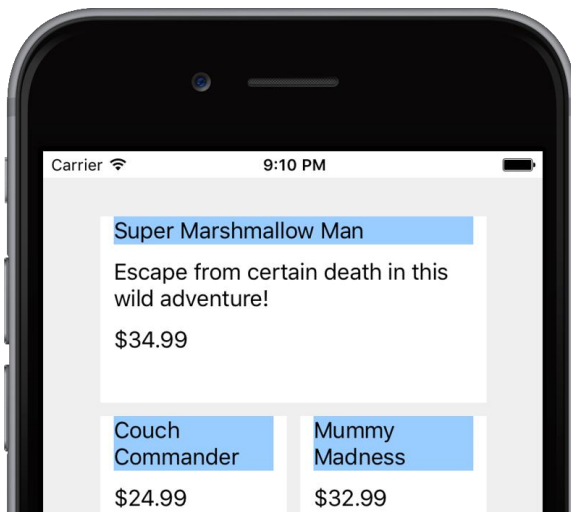 Carrier 9:10 PM
Super Marshmallow Man
Escape from certain death in this
wild adventure!
$34.99
Couch
Commander
$24.99
Mummy
Madness
$32.99